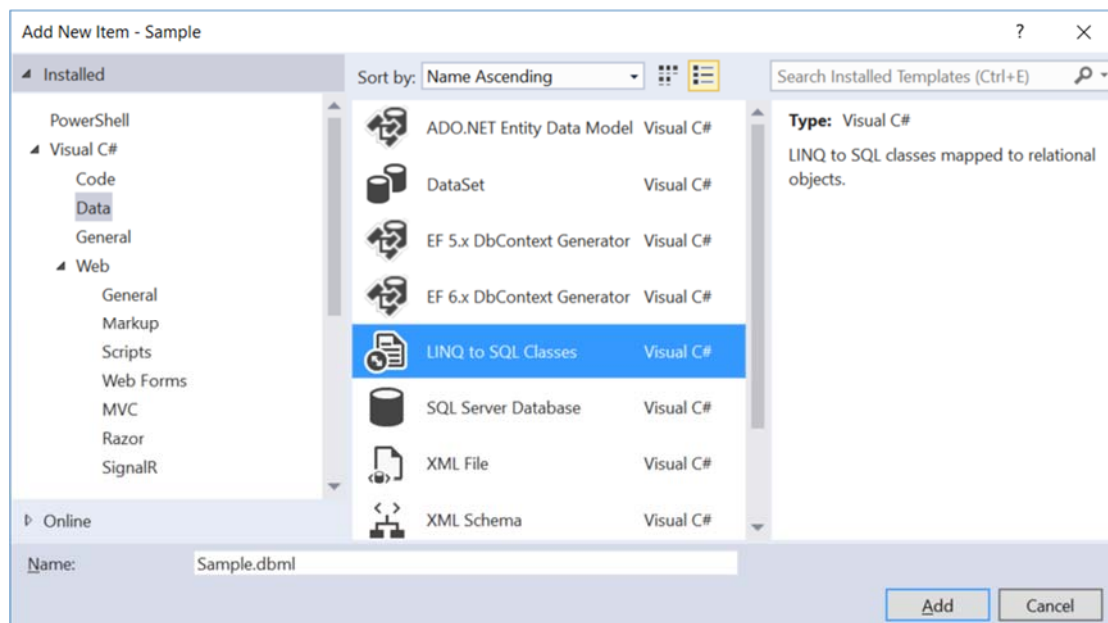 Add New Item - Sample
?
Installed
Sort by: Name Ascending
Search Installed Templates (Ctrl+E)
PowerShell
Visual C#
Code
Data
General
Web
General
Markup
Scripts
Web Forms
MVC
Razor
SignalR
Online
ADO.NET Entity Data Model Visual C#
DataSet Visual C#
EF 5.x DbContext Generator Visual C#
EF 6.x DbContext Generator Visual C#
LINQ to SQL Classes Visual C#
SQL Server Database Visual C#
XML File Visual C#
XML Schema Visual C#
Type: Visual C#
LINQ to SQL classes mapped to relational
objects.
Name: Sample.dbml
Add Cancel